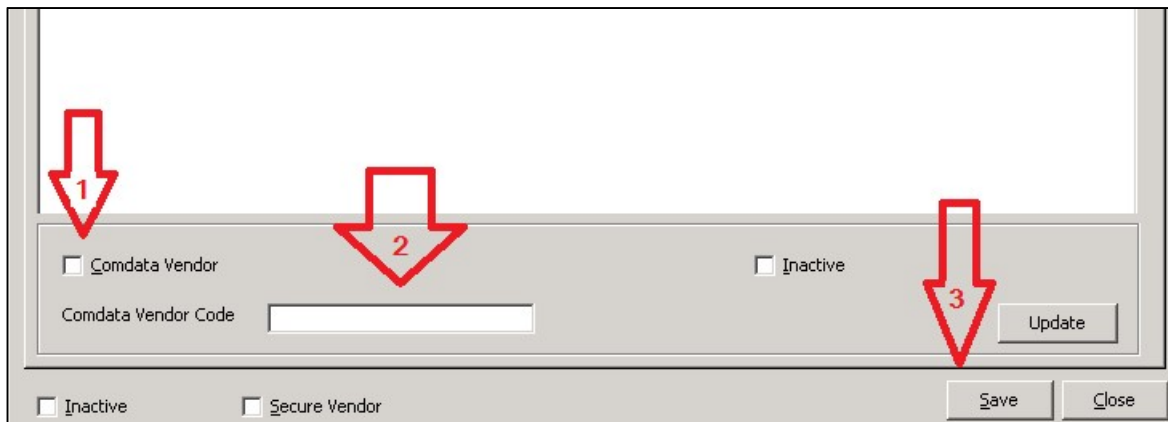 1
2
Comdata Vendor
Inactive
3
Comdata Vendor Code
Update
Inactive
Secure Vendor
Save
Close